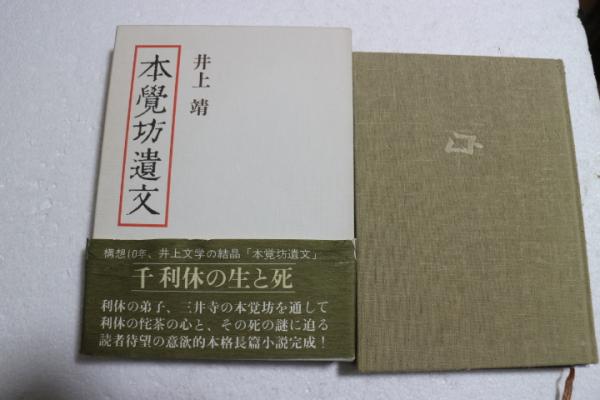 井上 靖
本覺坊遺文
構想10年、井上文学の結晶「本覚坊遺文」
千利休の生と死
利休の弟子、三井寺の本覚坊を通して
利休の侘茶の心と、その死の謎に迫る
読者待望の意欲的本格長篇小説完成!